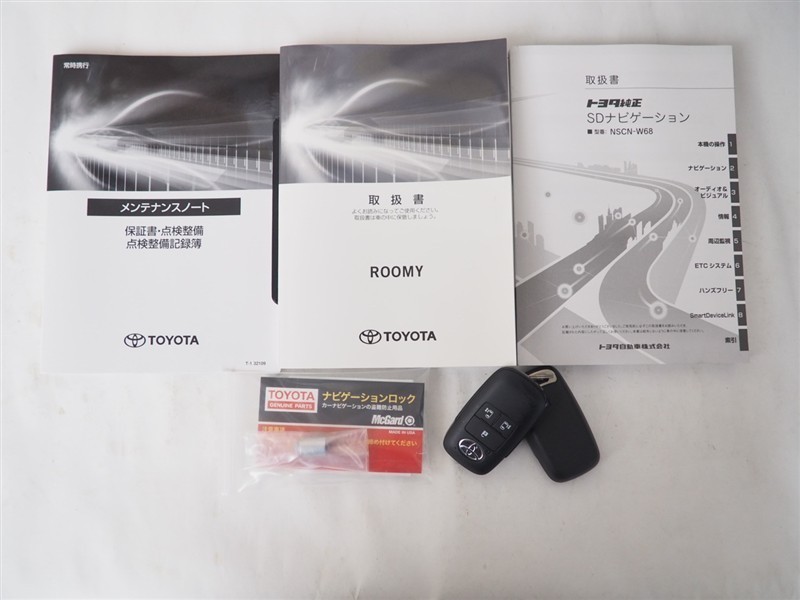 常時携行
メンテナンスノート
保証書・点検整備
点検整備記録簿
TOYOTA
取扱書
よくお読みになってご使用ください。
取扱書は車の中に保管しましょう。
ROOMY
TOYOTA
取扱書
トヨタ純正
SDナビゲーション
■ 型番: NSCN-W68
本機の操作 1
ナビゲーション 2
オーディオ&
ビジュアル 3
情報 4
周辺監視 5
ETCシステム 6
ハンズフリー 7
SmartDeviceLink 8
索引
トヨタ自動車株式会社
TOYOTA
GENUINE PARTS
ナビゲーションロック
カーナビゲーションの盗難防止用品
McGard
MADE IN USA